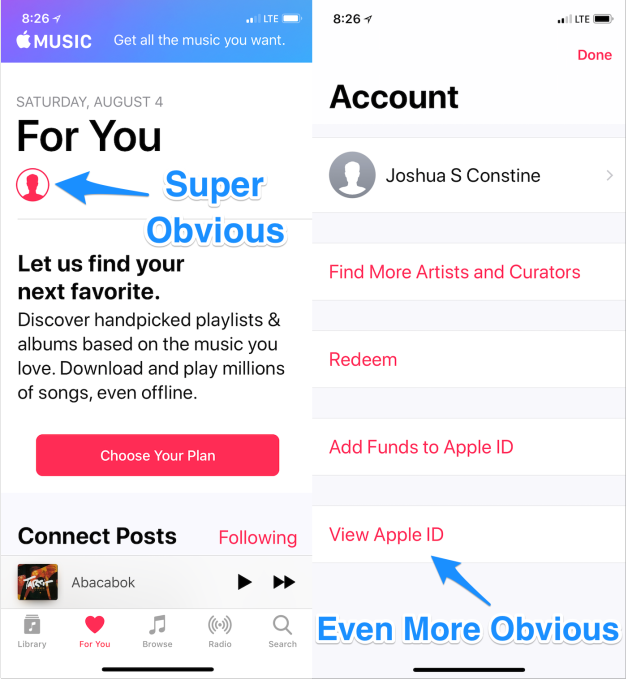 8:26
LTE
MUSIC
Get all the music you want.
SATURDAY, AUGUST 4
For You
Super
Obvious
Let us find your
next favorite.
Discover handpicked playlists &
albums based on the music you
love. Download and play millions
of songs, even offline.
Choose Your Plan
Connect Posts
Following
Abacabok
Library
For You
Browse
Radio
Search
8:26
LTE
Done
Account
Joshua S Constine
Find More Artists and Curators
Redeem
Add Funds to Apple ID
View Apple ID
Even More Obvious